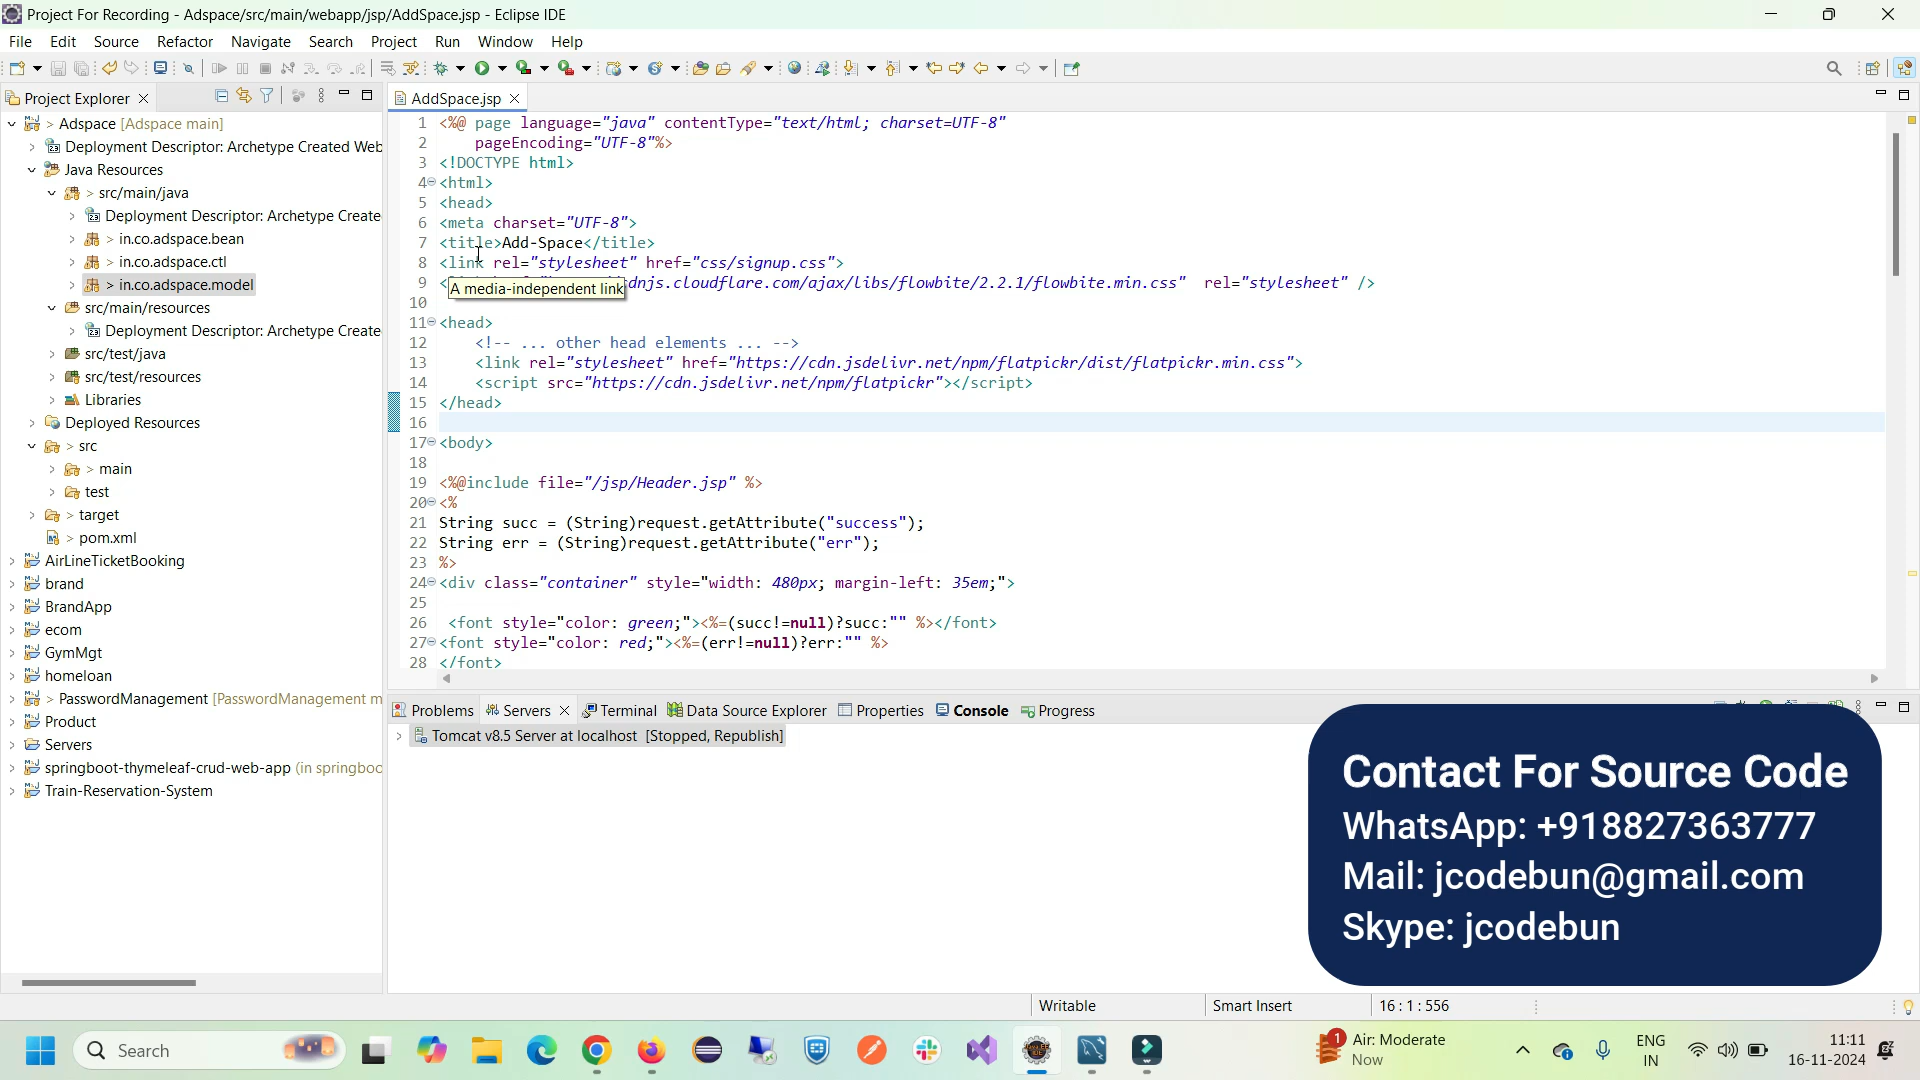 Project For Recording - Adspace/src/main/webapp/jsp/AddSpace.jsp - Eclipse IDE
File Edit Source Refactor Navigate Search Project Run Window Help
Project Explorer
> Adspace [Adspace main]
Deployment Descriptor: Archetype Created Web
Java Resources
> src/main/java
Deployment Descriptor: Archetype Create
> in.co.adspace.bean
> in.co.adspace.ctl
> in.co.adspace.model
src/main/resources
Deployment Descriptor: Archetype Create
src/test/java
src/test/resources
Libraries
Deployed Resources
> src
> main
test
> target
> pom.xml
AirLineTicketBooking
brand
BrandApp
ecom
GymMgt
homeloan
> PasswordManagement [PasswordManagement m
Product
Servers
springboot-thymeleaf-crud-web-app (in springboo
Train-Reservation-System
AddSpace.jsp
1 <%@ page language="java" contentType="text/html; charset=UTF-8"
2 pageEncoding="UTF-8"%>
3 <!DOCTYPE html>
4 <html>
5 <head>
6 <meta charset="UTF-8">
7 <title>Add-Space</title>
8 <link rel="stylesheet" href="css/signup.css">
9 dnjs.cloudflare.com/ajax/libs/flowbite/2.2.1/flowbite.min.css" rel="stylesheet" />
A media-independent link
10
11 <head>
12 <!-- ... other head elements ... -->
13 <link rel="stylesheet" href="https://cdn.jsdelivr.net/npm/flatpickr/dist/flatpickr.min.css">
14 <script src="https://cdn.jsdelivr.net/npm/flatpickr"></script>
15 </head>
16
17 <body>
18
19 <%@include file="/jsp/Header.jsp" %>
20 <%
21 String succ = (String)request.getAttribute("success");
22 String err = (String)request.getAttribute("err");
23 %>
24 <div class="container" style="width: 480px; margin-left: 35em;">
25
26 <font style="color: green;"><%=(succ!=null)?succ:"" %></font>
27 <font style="color: red;"><%=(err!=null)?err:"" %>
28 </font>
Problems Servers Terminal Data Source Explorer Properties Console Progress
Tomcat v8.5 Server at localhost [Stopped, Republish]
Contact For Source Code
WhatsApp: +918827363777
Mail: jcodebun@gmail.com
Skype: jcodebun
Writable Smart Insert 16 : 1 : 556
Search
1
Air: Moderate
Now
ENG
IN
11:11
16-11-2024